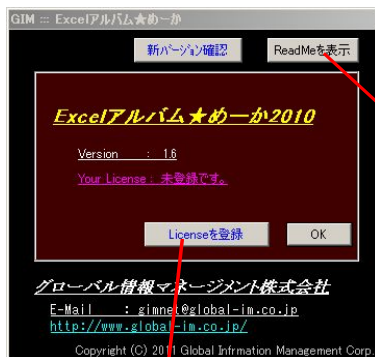 GIM ::: Excelアルバム★めーか
新バージョン確認 ReadMeを表示
Excelアルバム★めーか2010
Version : 1.6
Your License : 未登録です。
Licenseを登録 OK
グローバル情報マネージメント株式会社
E-Mail : gimnet@global-im.co.jp
http://www.global-im.co.jp/
Copyright (C) 2011 Global Infrmation Management Corp.